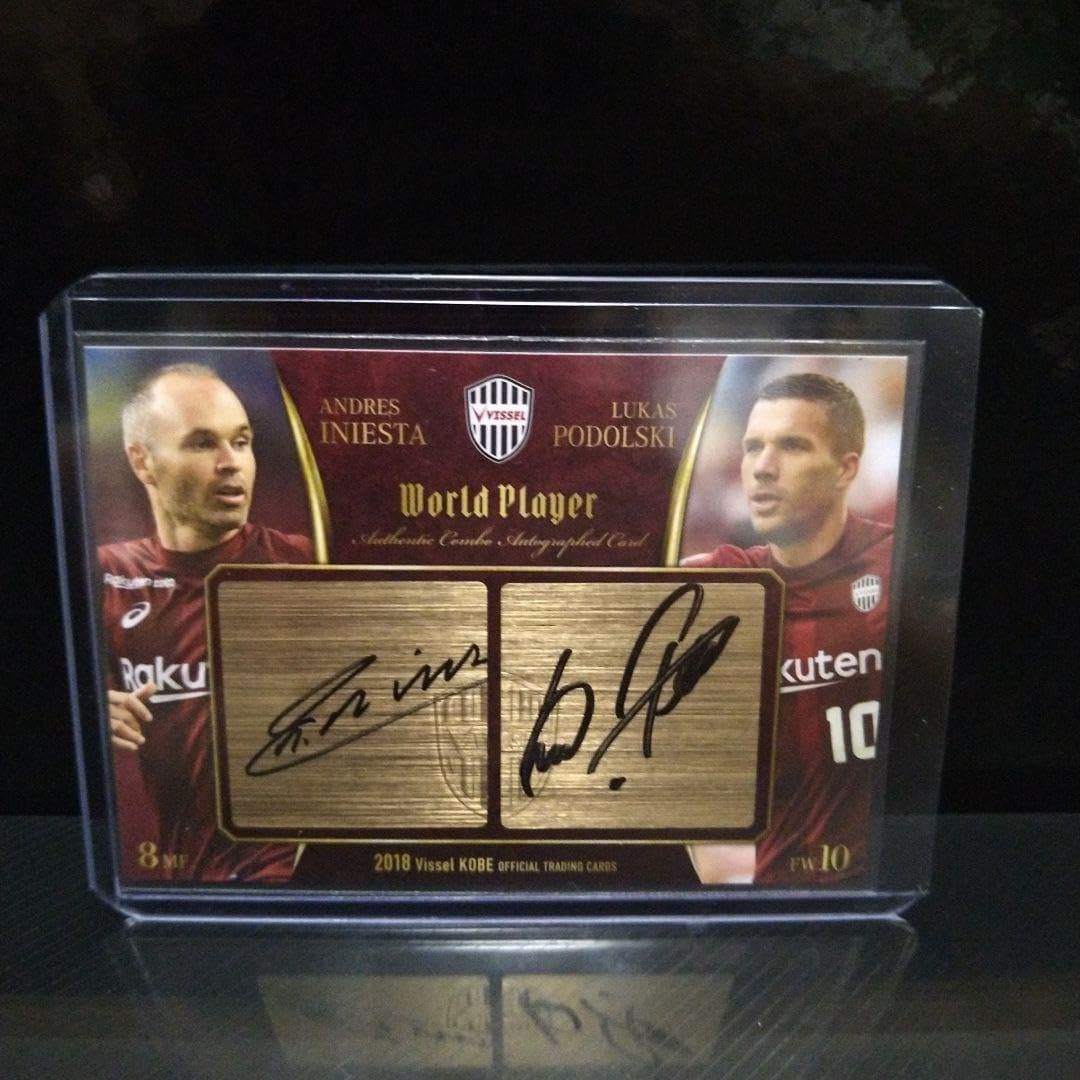 ANDRES
INIESTA
VISSEL
LUKAS
PODOLSKI
World Player
Authentic Combo Autographed Card
Raku
kuten
10
8 MF
2018 Vissel KOBE OFFICIAL TRADING CARDS
FW 10